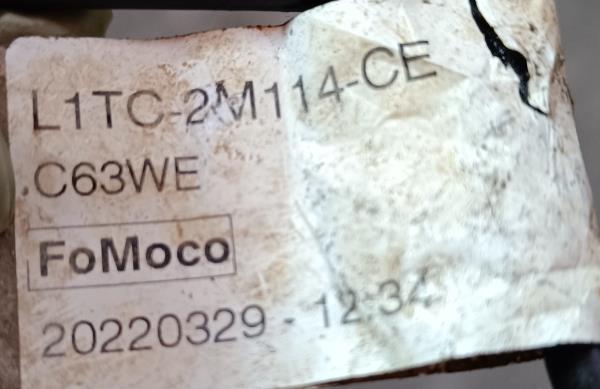 L1TC-2M114-CE
.C63WE
FoMoco
20220329 - 12:34